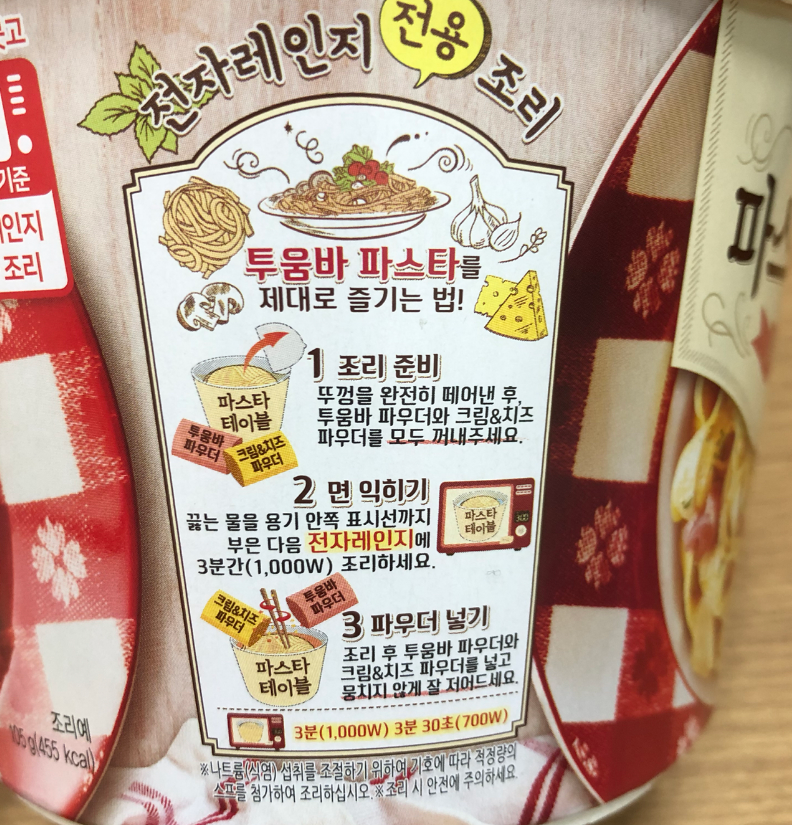 전자레인지 전용 조리
기준
조리
투움바 파스타를
제대로 즐기는 법!
파스타
테이블
투움바
파우더
크림&치즈
파우더
1 조리 준비
뚜껑을 완전히 떼어낸 후,
투움바 파우더와 크림&치즈
파우더를 모두 꺼내주세요.
2 면 익히기
끓는 물을 용기 안쪽 표시선까지
부은 다음 전자레인지에
3분간(1,000W) 조리하세요.
파스타
테이블
크림&치즈
파우더
투움바
파우더
파스타
테이블
3 파우더 넣기
조리 후 투움바 파우더와
크림&치즈 파우더를 넣고
뭉치지 않게 잘 저어드세요.
3분(1,000W) 3분 30초(700W)
조리예
105g(455 kcal)
※나트륨(식염) 섭취를 조절하기 위하여 기호에 따라 적정량의
스프를 첨가하여 조리하십시오.※조리 시 안전에 주의하세요.